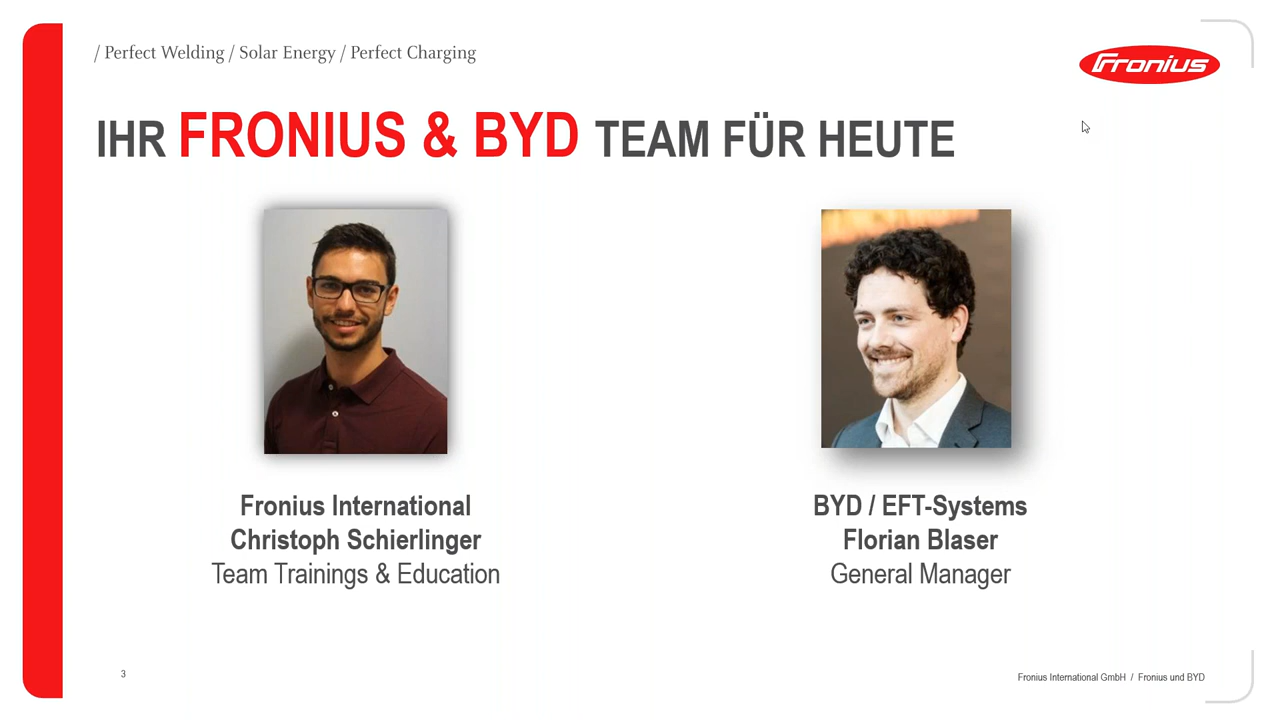 / Perfect Welding / Solar Energy / Perfect Charging
Fronius
IHR FRONIUS & BYD TEAM FÜR HEUTE
Fronius International
Christoph Schierlinger
Team Trainings & Education
BYD / EFT-Systems
Florian Blaser
General Manager
3
Fronius International GmbH / Fronius und BYD